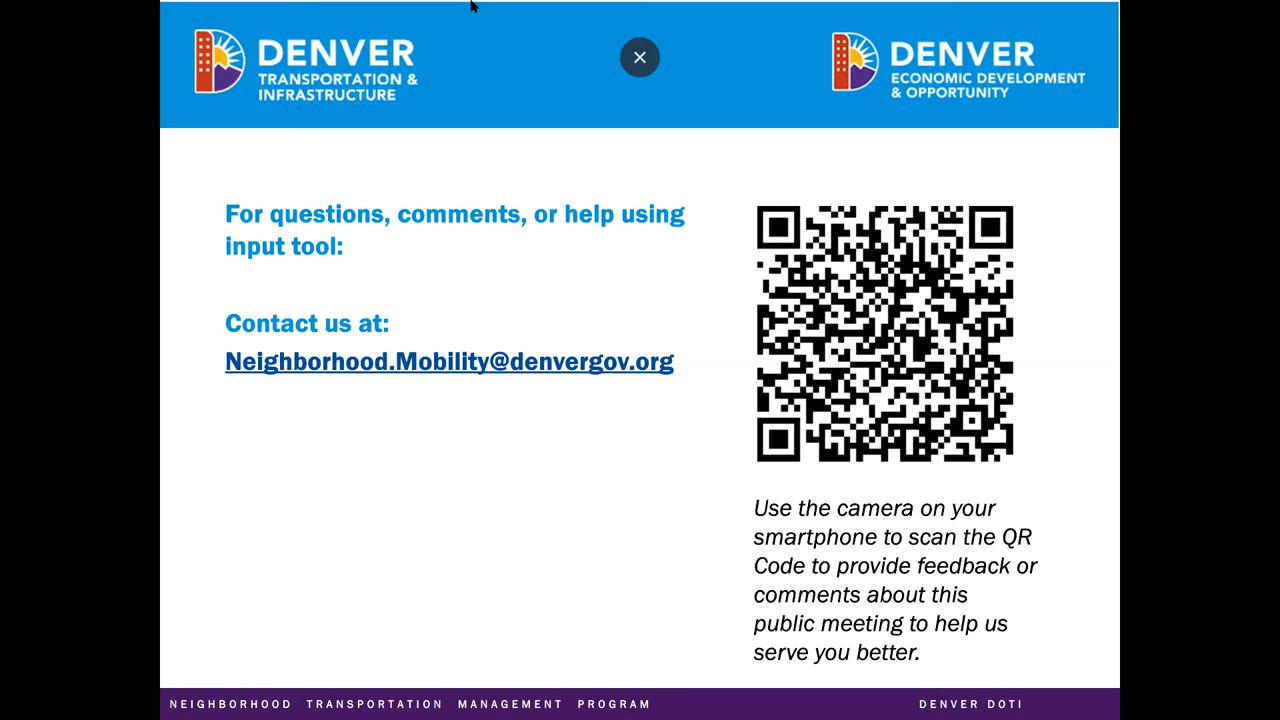 DENVER
TRANSPORTATION &
INFRASTRUCTURE
DENVER
ECONOMIC DEVELOPMENT
& OPPORTUNITY
For questions, comments, or help using
input tool:
Contact us at:
Neighborhood.Mobility@denvergov.org
Use the camera on your
smartphone to scan the QR
Code to provide feedback or
comments about this
public meeting to help us
serve you better.
NEIGHBORHOOD TRANSPORTATION MANAGEMENT PROGRAM
DENVER DOTI